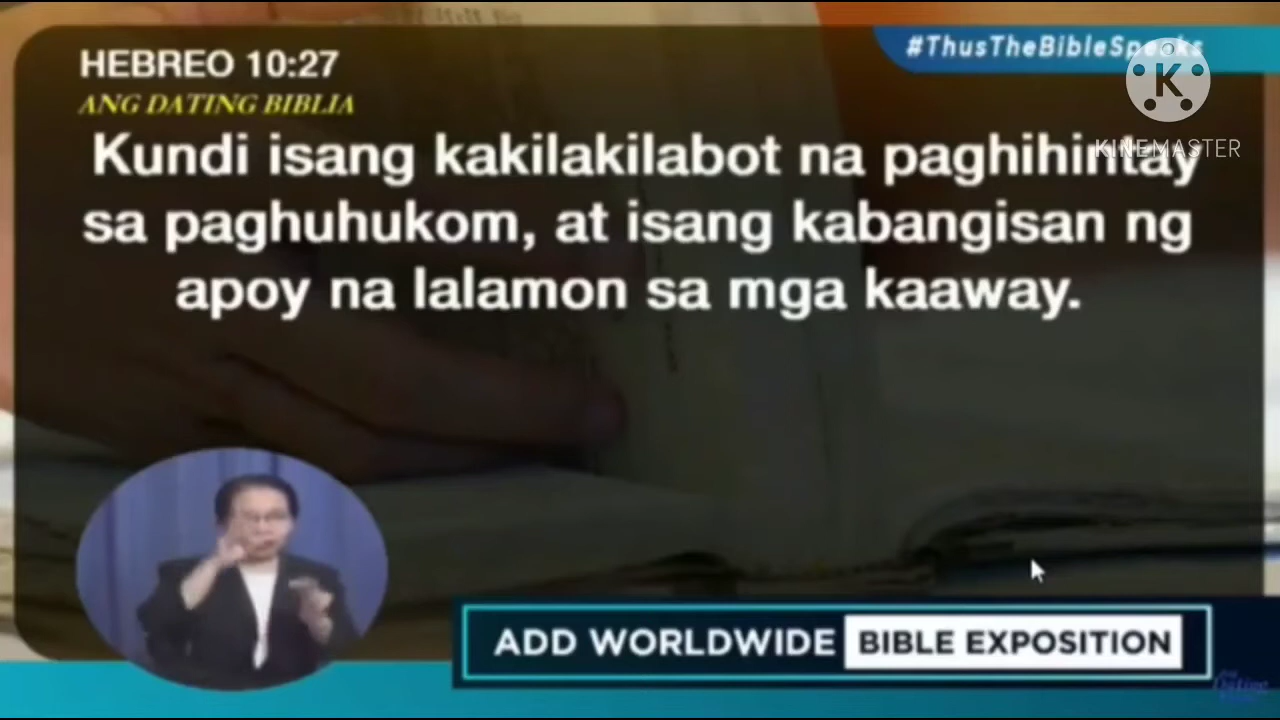 HEBREO 10:27
#ThusTheBibleSpeaks
ANG DATING BIBLIA
KINEMASTER
Kundi isang kakilakilabot na paghihintay
sa paghuhukom, at isang kabangisan ng
apoy na lalamon sa mga kaaway.
ADD WORLDWIDE BIBLE EXPOSITION